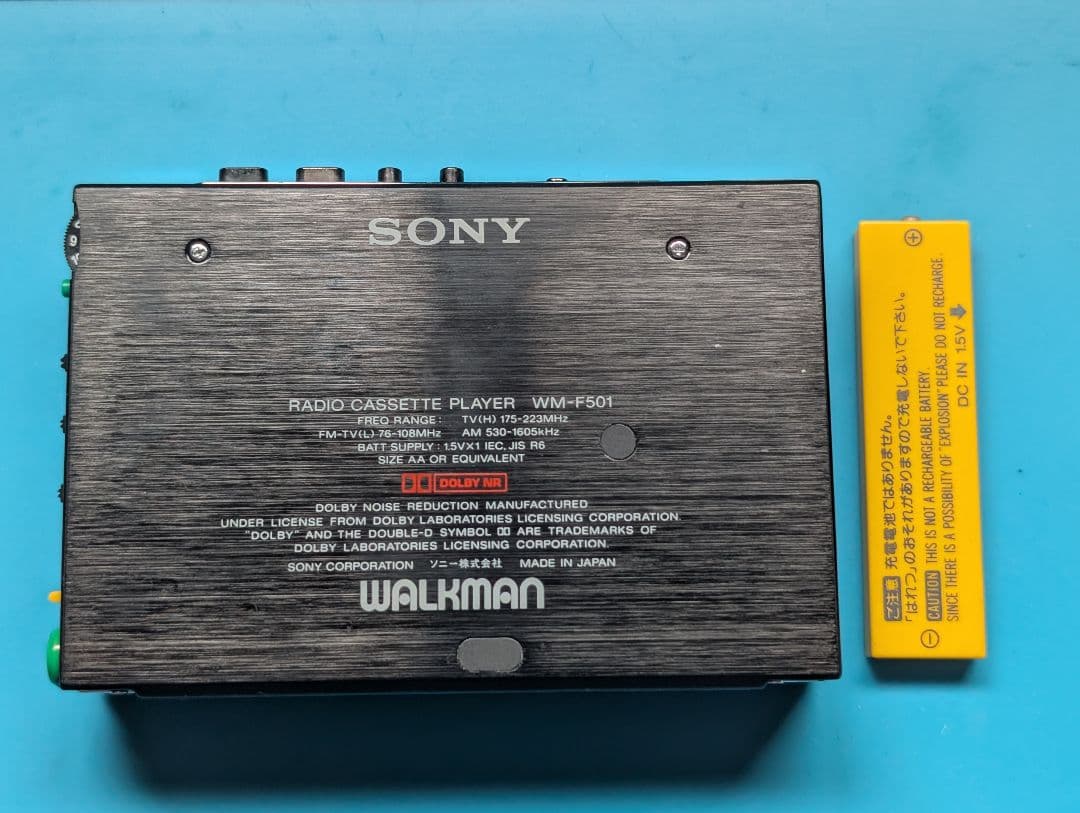 SONY
RADIO CASSETTE PLAYER WM-F501
FREQ RANGE: TV(H) 175-223MHz
FM-TV(L) 76-108MHz AM 530-1605kHz
BATT SUPPLY: 1.5V×1 IEC, JIS R6
SIZE AA OR EQUIVALENT
DOLBY NR
DOLBY NOISE REDUCTION MANUFACTURED
UNDER LICENSE FROM DOLBY LABORATORIES LICENSING CORPORATION.
"DOLBY" AND THE DOUBLE-D SYMBOL ARE TRADEMARKS OF
DOLBY LABORATORIES LICENSING CORPORATION.
SONY CORPORATION ソニー株式会社 MADE IN JAPAN
WALKMAN
ご注意 充電電池ではありません。
「はれつ」のおそれがありますので充電しないで下さい。
CAUTION THIS IS NOT A RECHARGEABLE BATTERY.
SINCE THERE IS A POSSIBILITY OF "EXPLOSION" PLEASE DO NOT RECHARGE.
DC IN 1.5V